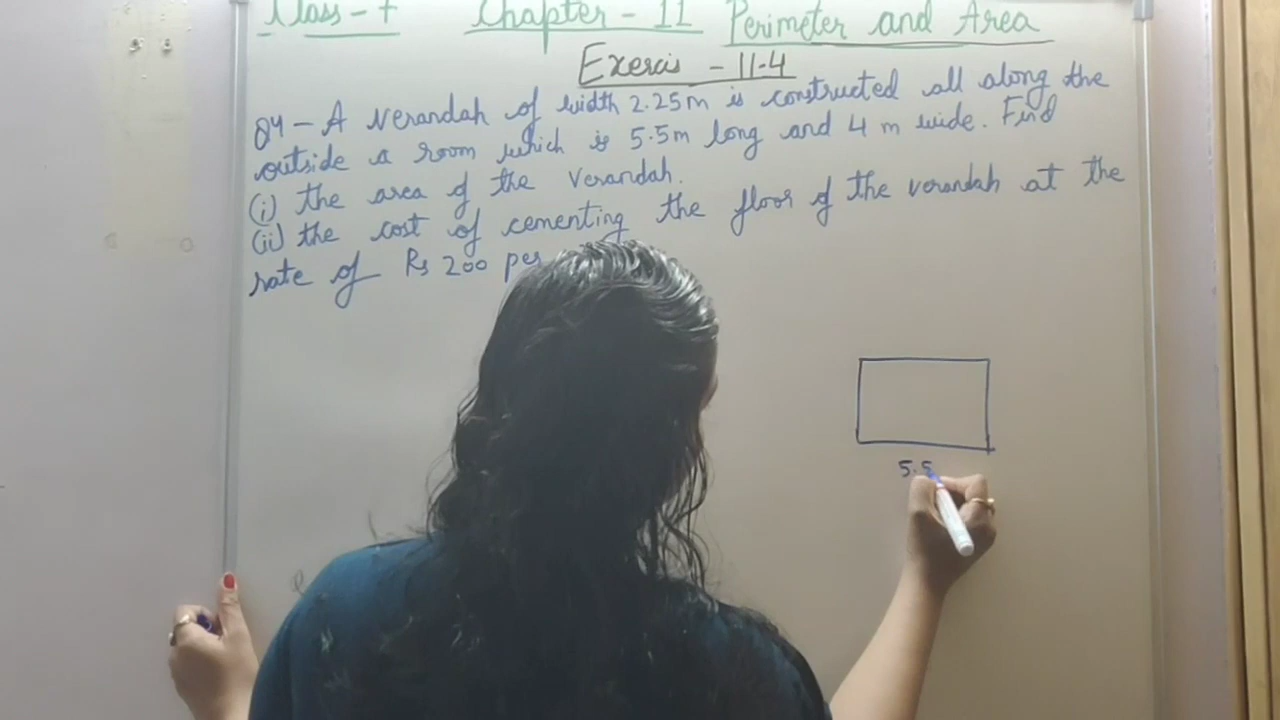 Class - 7 Chapter - 11 Perimeter and Area
Exercis - 11.4
Q4 - A Verandah of width 2.25m is constructed all along the
outside a room which is 5.5m long and 4 m wide. Find
(i) the area of the Verandah.
(ii) the cost of cementing the floor of the verandah at the
rate of Rs 200 per
5.5